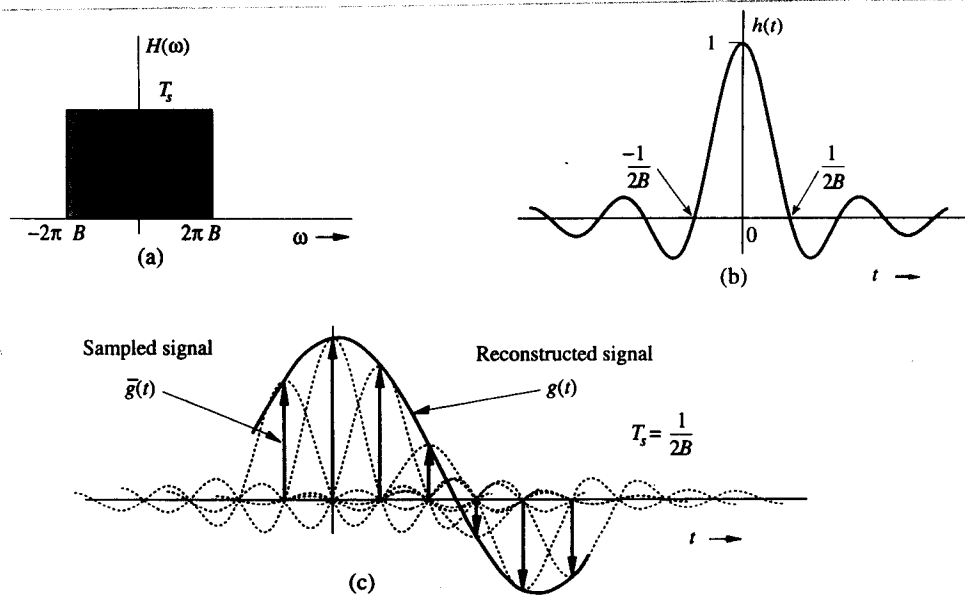 H(ω)
T_s
−2π B 2π B
ω →
(a)
h(t)
1
−1/2B
1/2B
0
t →
(b)
Sampled signal
g̅(t)
Reconstructed signal
g(t)
T_s = 1/2B
t →
(c)